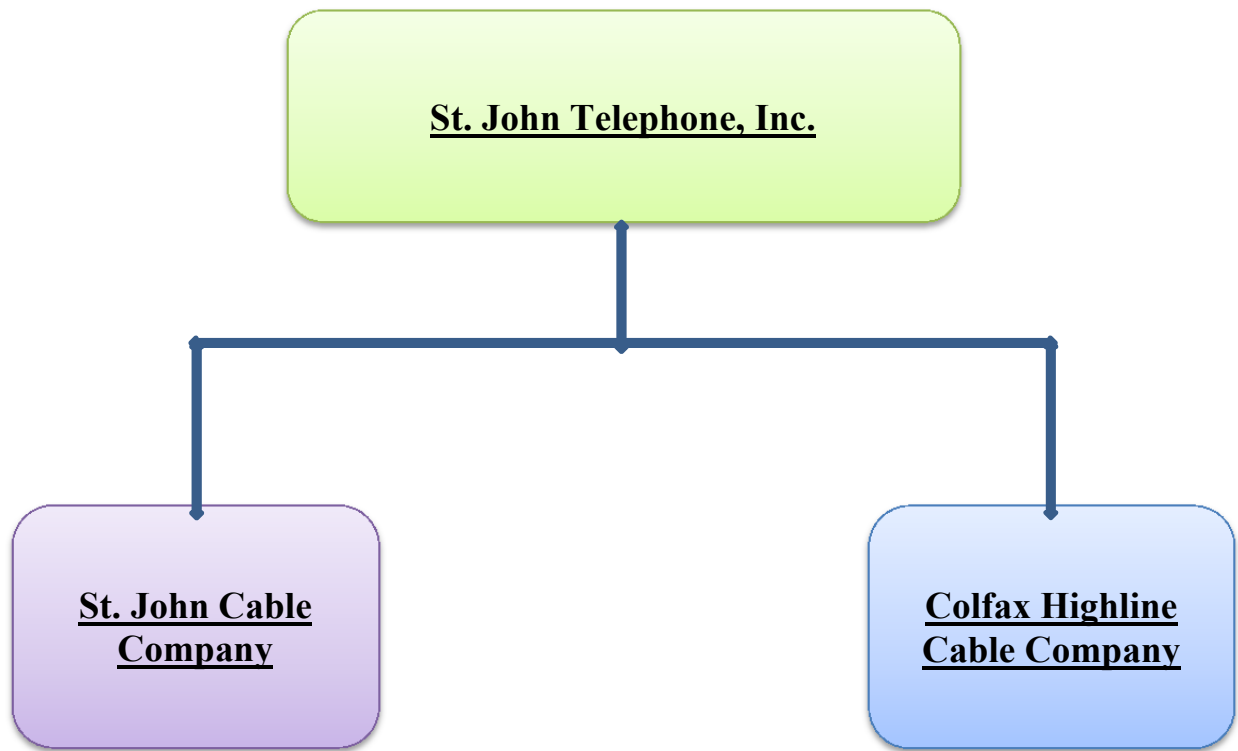 St. John Telephone, Inc.
St. John Cable
Company
Colfax Highline
Cable Company